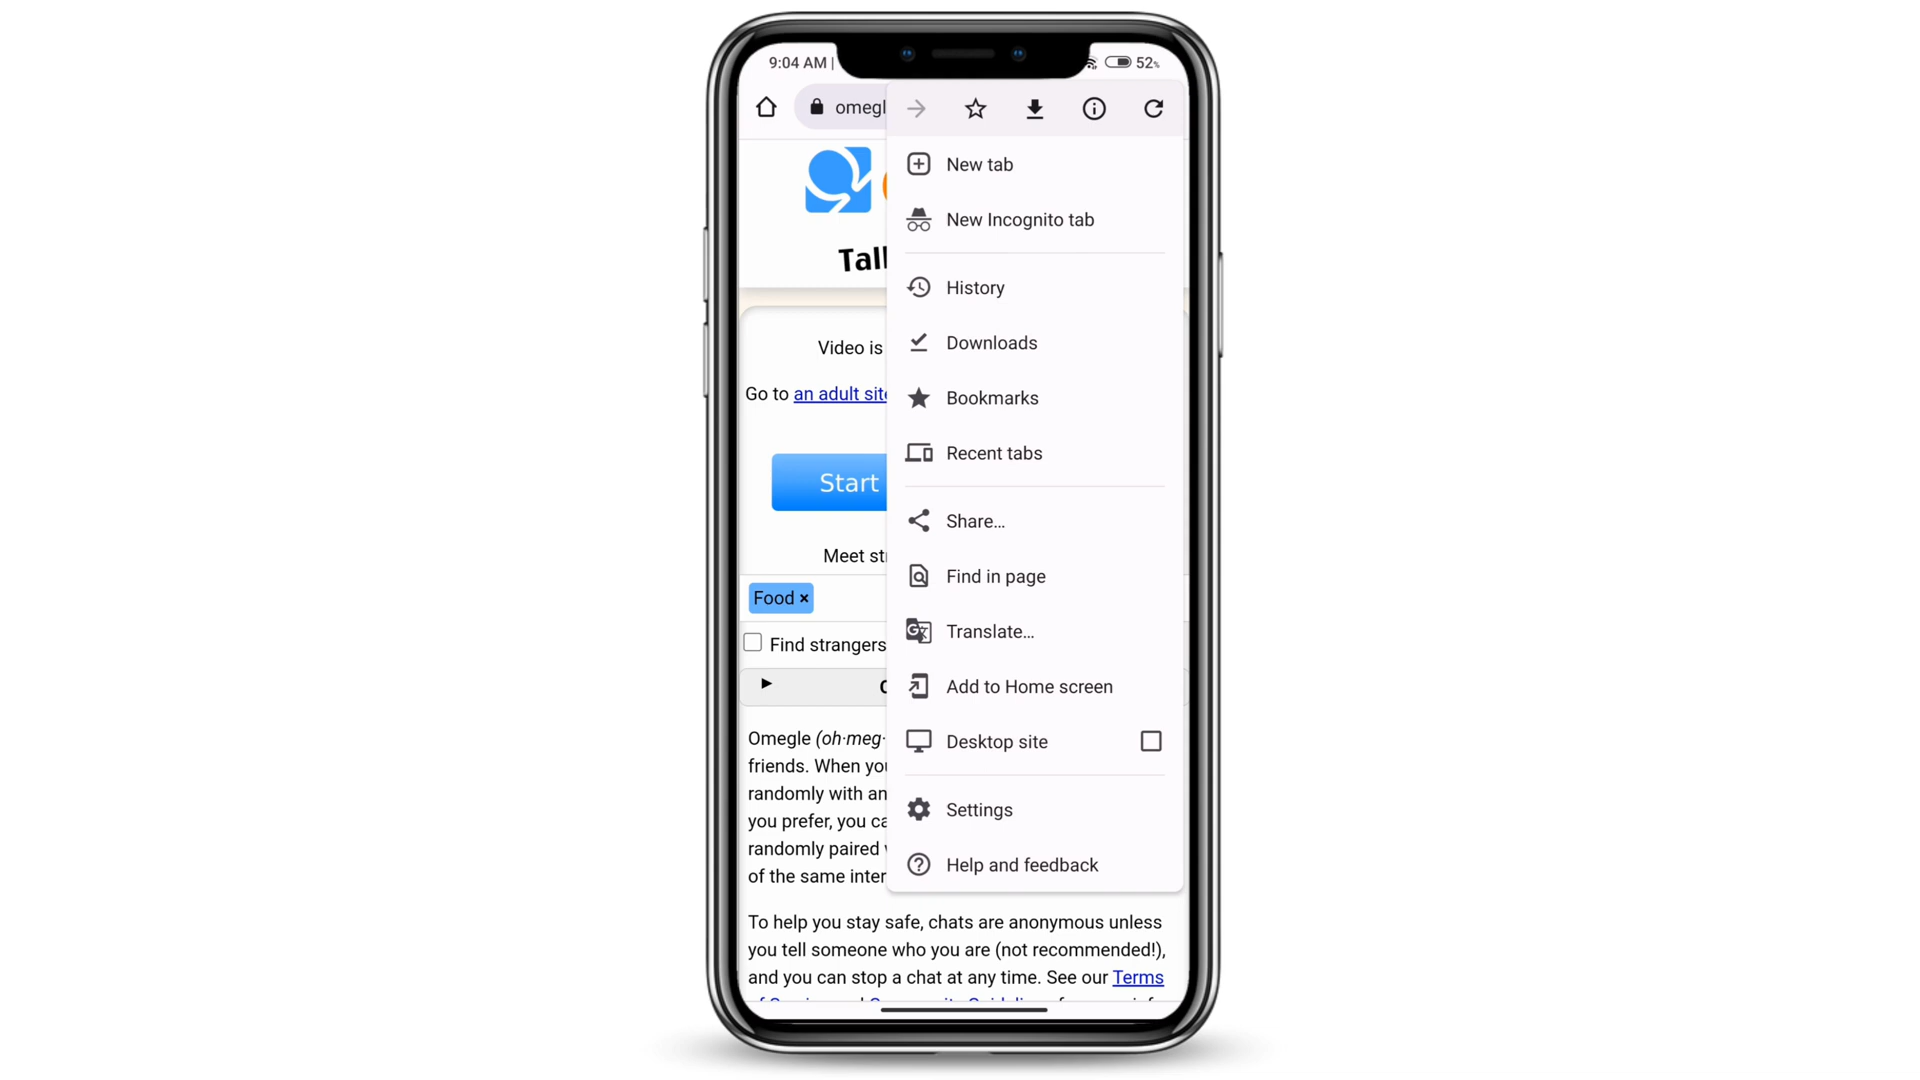 9:04 AM |
52%
omegl
New tab
New Incognito tab
Tall
History
Video is
Downloads
Go to an adult site
Bookmarks
Recent tabs
Start
Share...
Meet str
Find in page
Food ×
Translate...
Find strangers
Add to Home screen
Omegle (oh·meg·
Desktop site
friends. When you
randomly with an
Settings
you prefer, you ca
randomly paired
Help and feedback
of the same inter
To help you stay safe, chats are anonymous unless
you tell someone who you are (not recommended!),
and you can stop a chat at any time. See our Terms